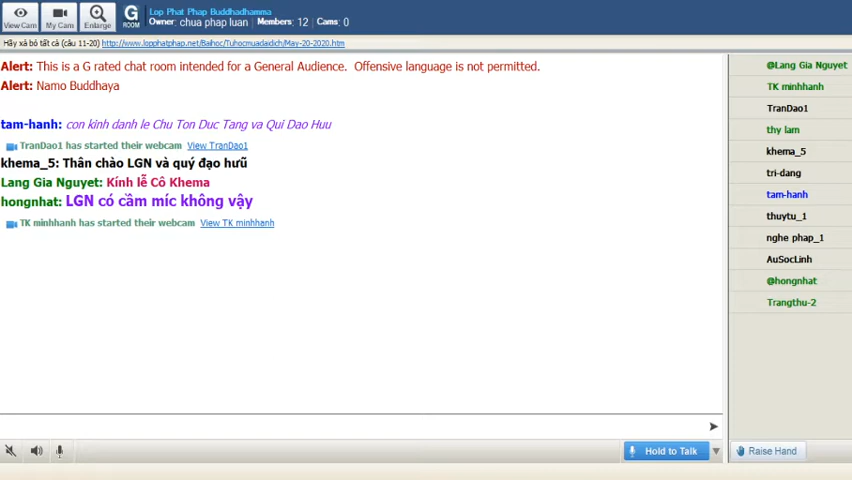 Lop Phat Phap Buddhadhamma
Owner: chua phap luan  Members: 12  Cams: 0
View Cam
My Cam
Enlarge
G
ROOM
Hãy xả bỏ tất cả (câu 11-20) http://www.lopphatphap.net/Baihoc/Tuhocmuadaidich/May-20-2020.htm
Alert: This is a G rated chat room intended for a General Audience. Offensive language is not permitted.
Alert: Namo Buddhaya
tam-hanh: con kinh danh le Chu Ton Duc Tang va Qui Dao Huu
TranDao1 has started their webcam View TranDao1
khema_5: Thân chào LGN và quý đạo hưũ
Lang Gia Nguyet: Kính lễ Cô Khema
hongnhat: LGN có cầm míc không vậy
TK minhhanh has started their webcam View TK minhhanh
@Lang Gia Nguyet
TK minhhanh
TranDao1
thy lam
khema_5
tri-dang
tam-hanh
thuytu_1
nghe phap_1
AuSocLinh
@hongnhat
Trangthu-2
Hold to Talk
Raise Hand